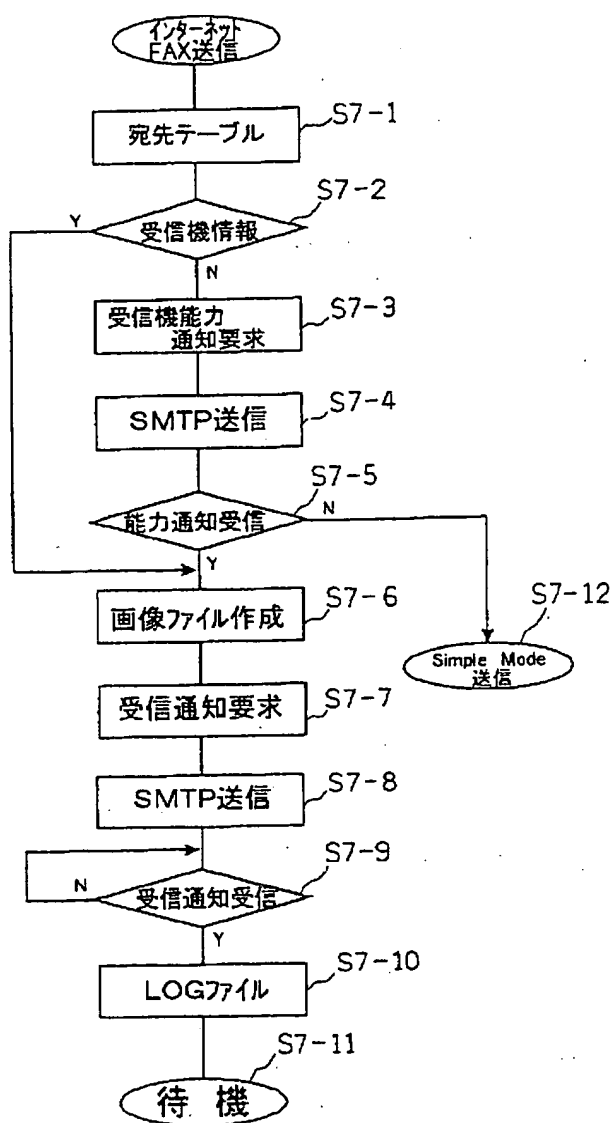 インターネット
FAX送信
宛先テーブル
S7-1
S7-2
Y
受信機情報
N
受信機能力
通知要求
S7-3
SMTP送信
S7-4
S7-5
能力通知受信
N
Y
画像ファイル作成
S7-6
S7-12
Simple Mode
送信
受信通知要求
S7-7
SMTP送信
S7-8
S7-9
N
受信通知受信
Y
LOGファイル
S7-10
S7-11
待機